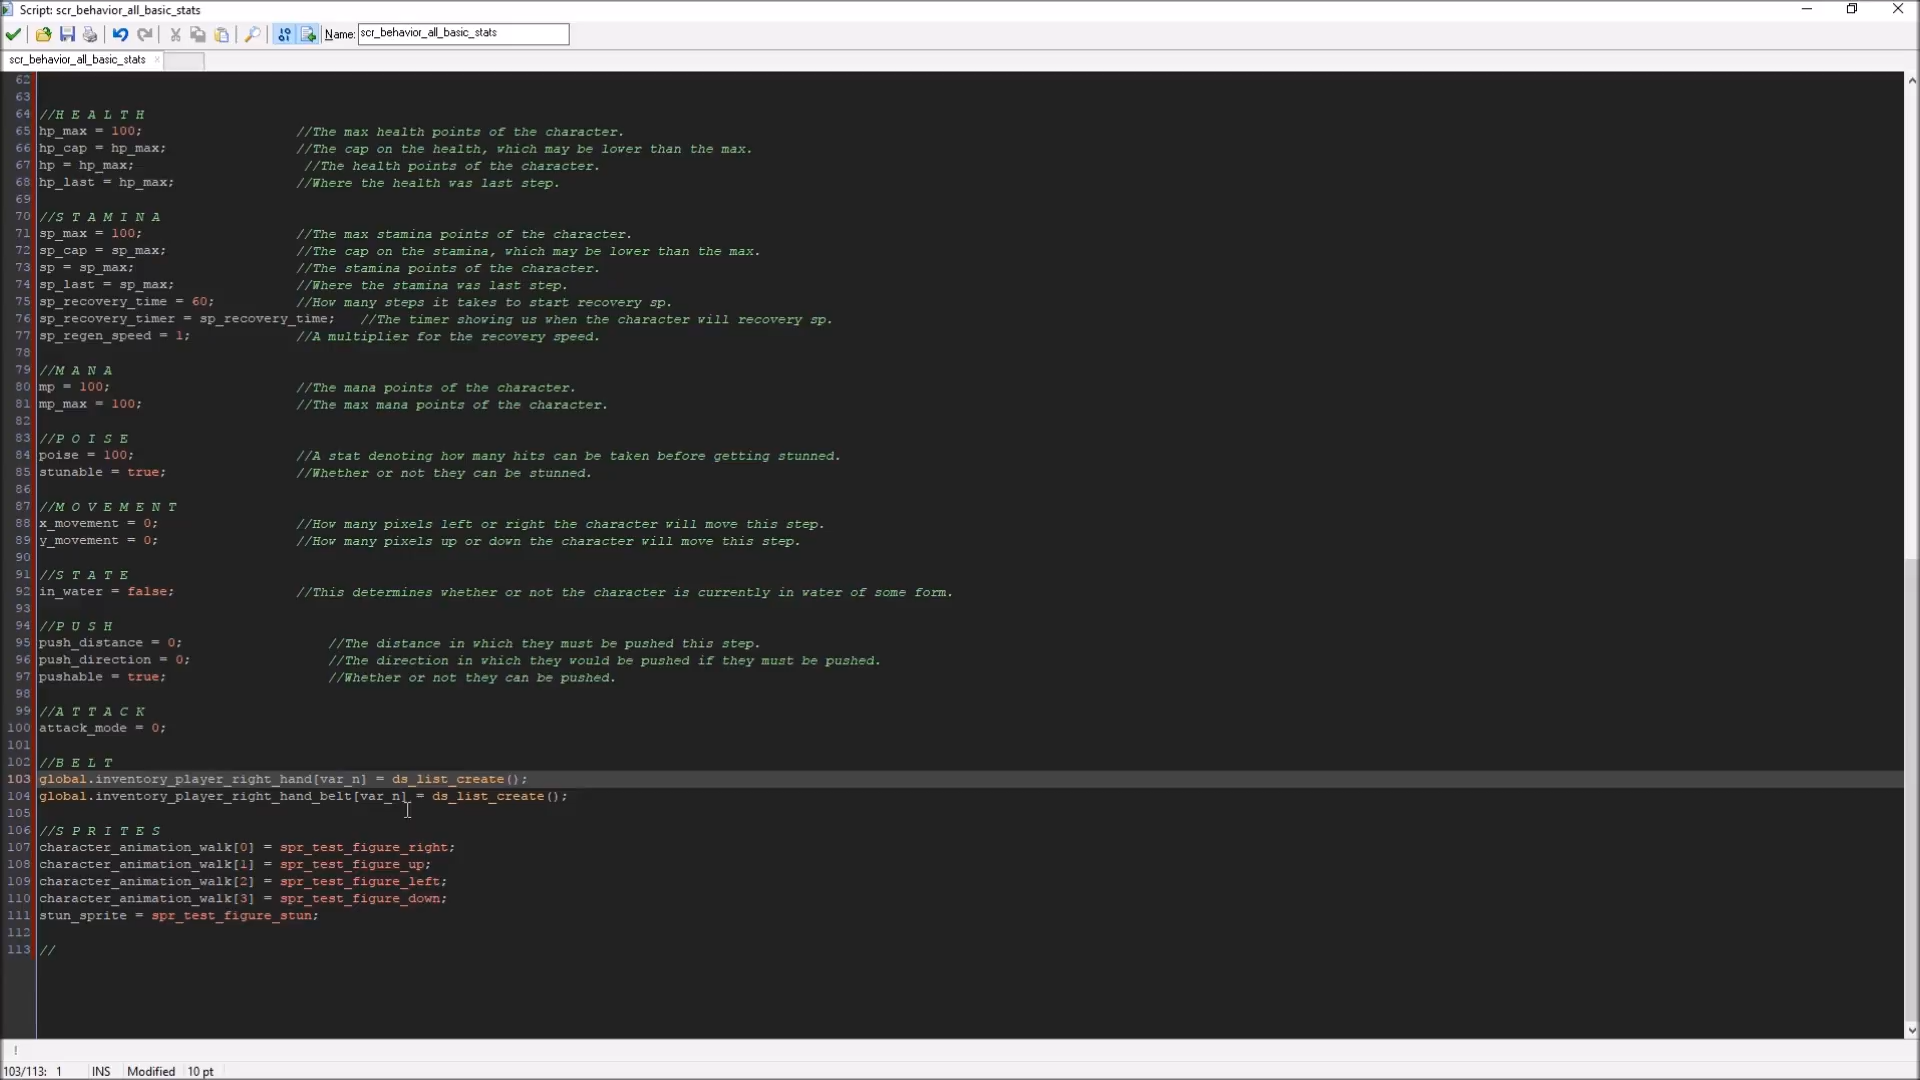 Script: scr_behavior_all_basic_stats
Name: scr_behavior_all_basic_stats
scr_behavior_all_basic_stats
62
63
64 //H E A L T H
65 hp_max = 100; //The max health points of the character.
66 hp_cap = hp_max; //The cap on the health, which may be lower than the max.
67 hp = hp_max; //The health points of the character.
68 hp_last = hp_max; //Where the health was last step.
69
70 //S T A M I N A
71 sp_max = 100; //The max stamina points of the character.
72 sp_cap = sp_max; //The cap on the stamina, which may be lower than the max.
73 sp = sp_max; //The stamina points of the character.
74 sp_last = sp_max; //Where the stamina was last step.
75 sp_recovery_time = 60; //How many steps it takes to start recovery sp.
76 sp_recovery_timer = sp_recovery_time; //The timer showing us when the character will recovery sp.
77 sp_regen_speed = 1; //A multiplier for the recovery speed.
78
79 //M A N A
80 mp = 100; //The mana points of the character.
81 mp_max = 100; //The max mana points of the character.
82
83 //P O I S E
84 poise = 100; //A stat denoting how many hits can be taken before getting stunned.
85 stunable = true; //Whether or not they can be stunned.
86
87 //M O V E M E N T
88 x_movement = 0; //How many pixels left or right the character will move this step.
89 y_movement = 0; //How many pixels up or down the character will move this step.
90
91 //S T A T E
92 in_water = false; //This determines whether or not the character is currently in water of some form.
93
94 //P U S H
95 push_distance = 0; //The distance in which they must be pushed this step.
96 push_direction = 0; //The direction in which they would be pushed if they must be pushed.
97 pushable = true; //Whether or not they can be pushed.
98
99 //A T T A C K
100 attack_mode = 0;
101
102 //B E L T
103 global.inventory_player_right_hand[var_n] = ds_list_create();
104 global.inventory_player_right_hand_belt[var_n] = ds_list_create();
105
106 //S P R I T E S
107 character_animation_walk[0] = spr_test_figure_right;
108 character_animation_walk[1] = spr_test_figure_up;
109 character_animation_walk[2] = spr_test_figure_left;
110 character_animation_walk[3] = spr_test_figure_down;
111 stun_sprite = spr_test_figure_stun;
112
113 //
103/113: 1 INS Modified 10 pt